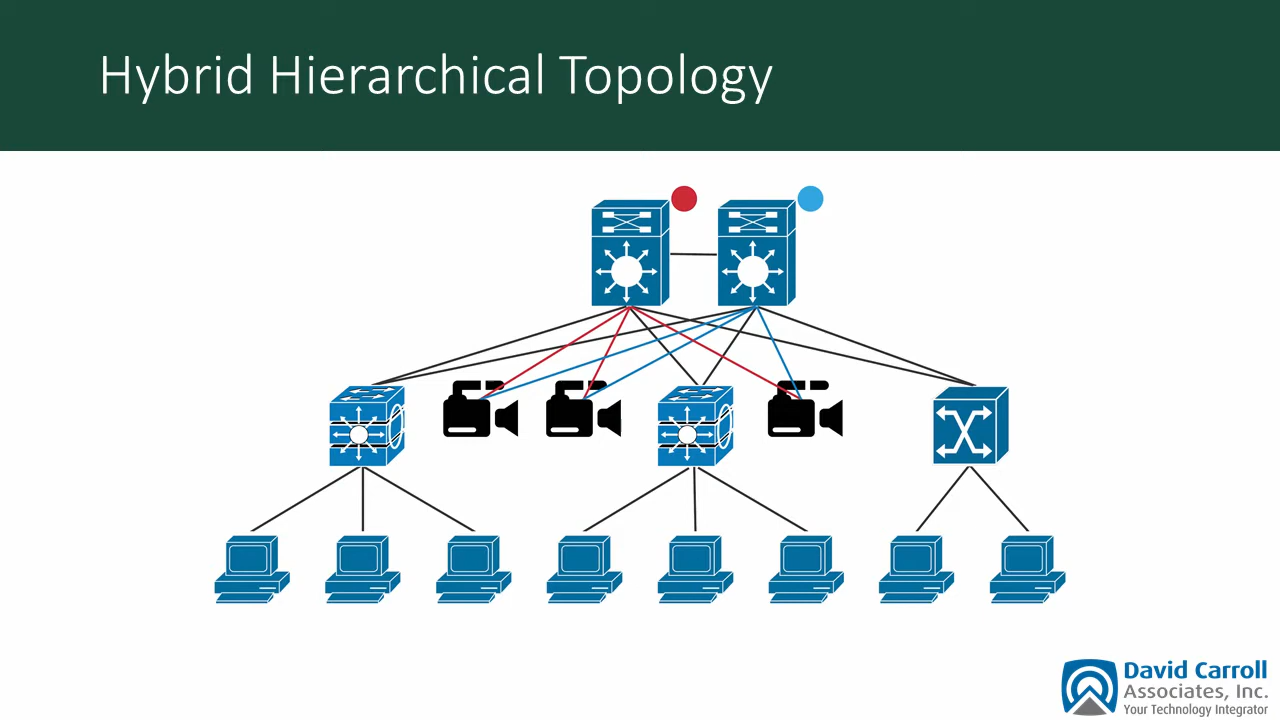 Hybrid Hierarchical Topology
David Carroll
Associates, Inc.
Your Technology Integrator